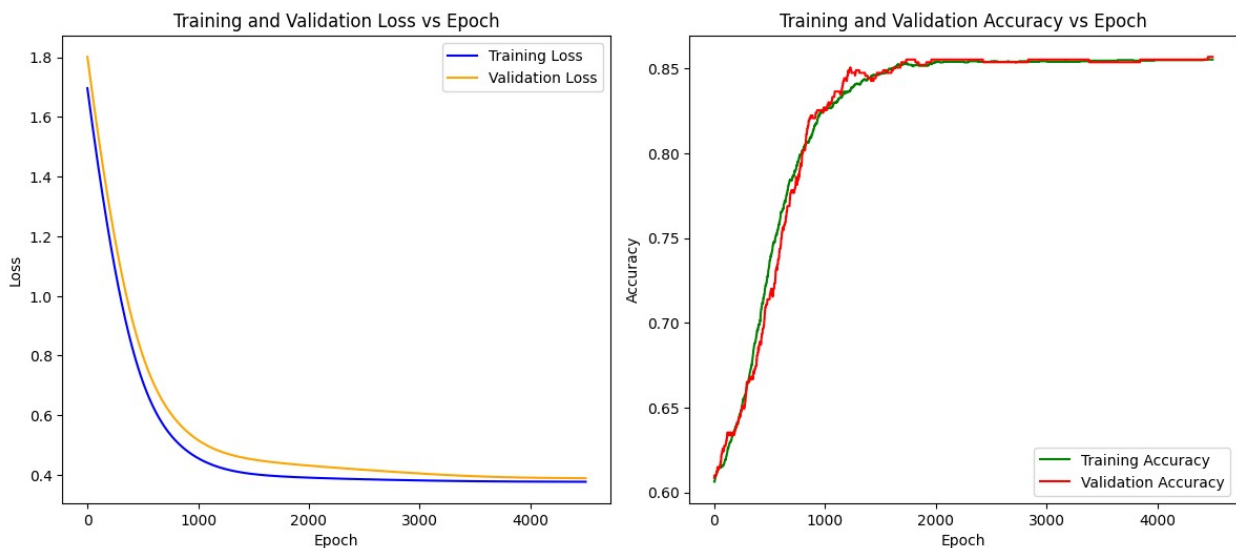 Training and Validation Loss vs Epoch
Training Loss
Validation Loss
1.8
1.6
1.4
1.2
1.0
0.8
0.6
0.4
Loss
0
1000
2000
3000
4000
Epoch
Training and Validation Accuracy vs Epoch
0.85
0.80
0.75
0.70
0.65
0.60
Accuracy
Training Accuracy
Validation Accuracy
0
1000
2000
3000
4000
Epoch